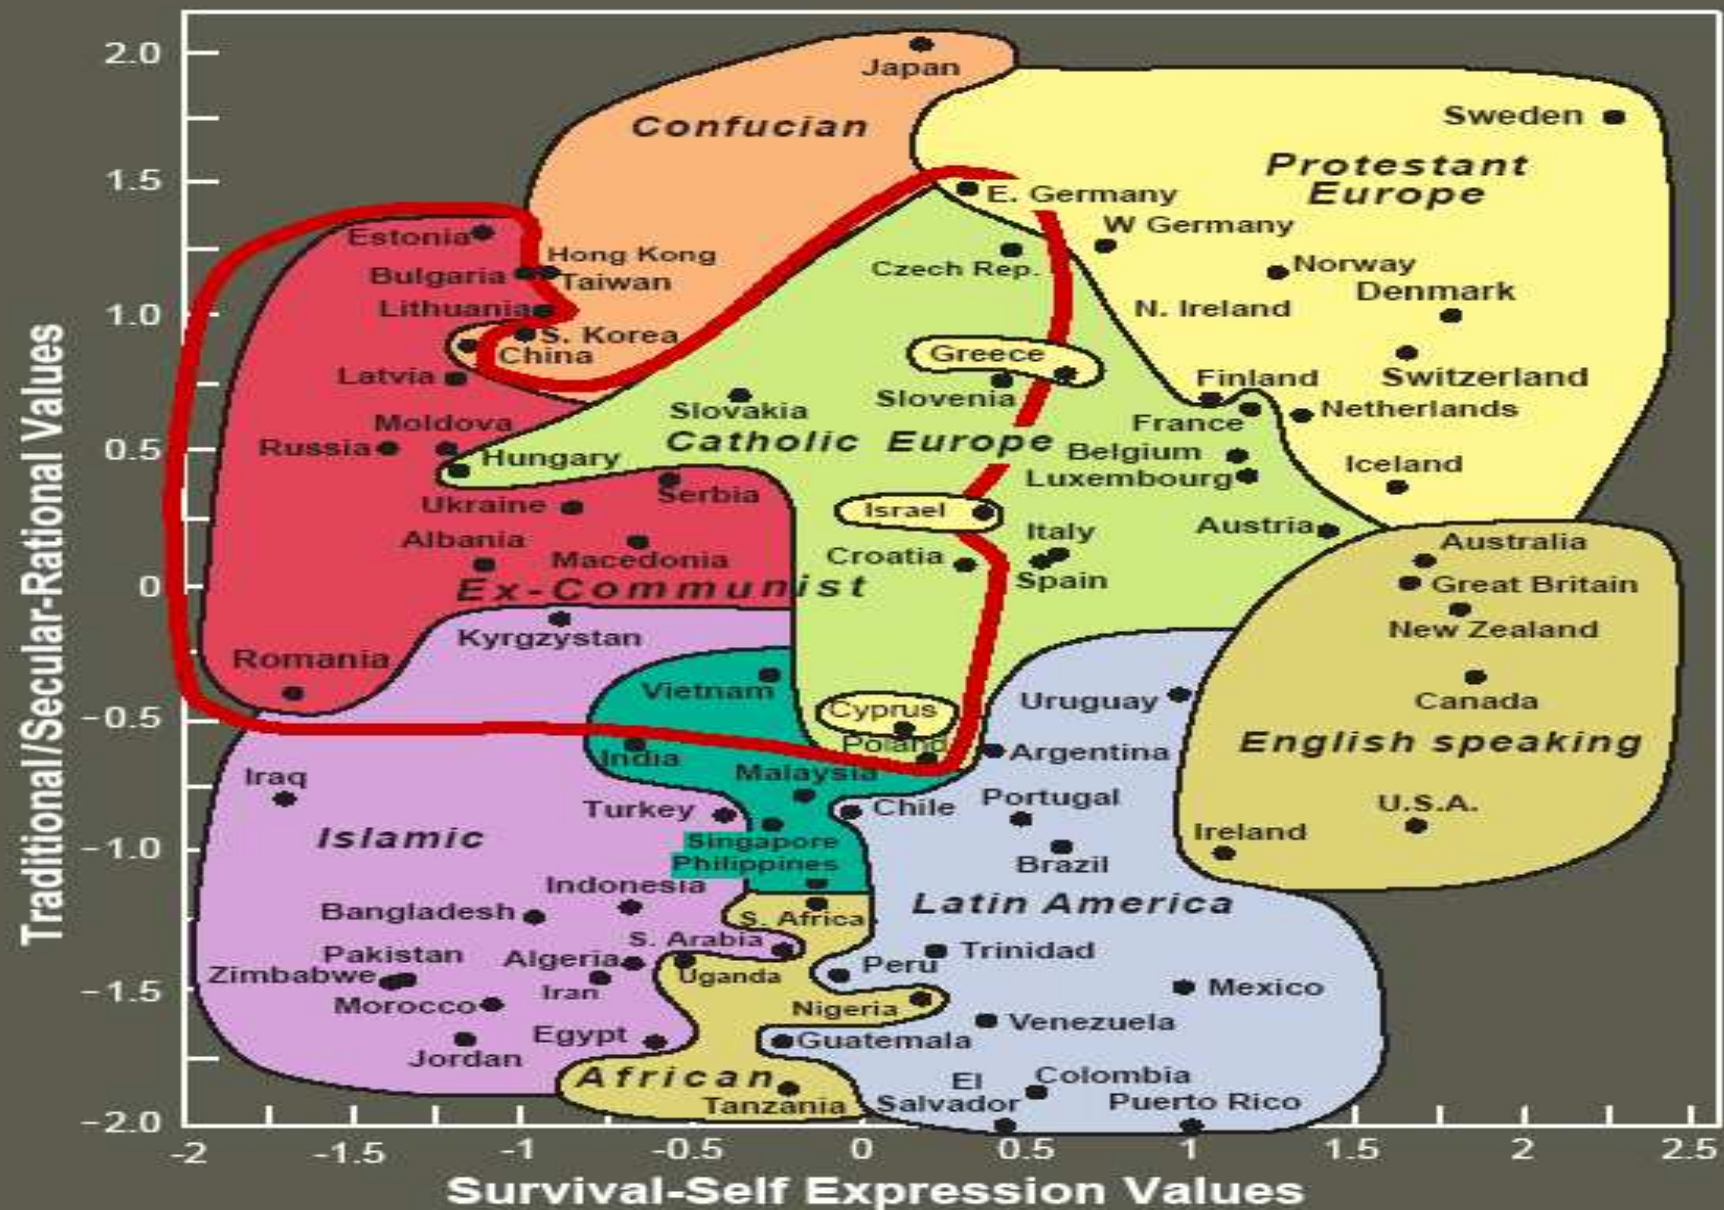 2.0
Japan
Confucian
Sweden
Protestant
Europe
1.5
E. Germany
W Germany
Estonia
Hong Kong
Bulgaria
Taiwan
Czech Rep.
Norway
Denmark
Lithuania
N. Ireland
1.0
S. Korea
China
Greece
Latvia
Slovenia
Finland
Switzerland
Slovakia
France
Netherlands
Moldova
Catholic Europe
Russia
0.5
Hungary
Belgium
Luxembourg
Iceland
Serbia
Ukraine
Israel
Albania
Macedonia
Croatia
Italy
Spain
Austria
Australia
0
Ex-Communist
Great Britain
New Zealand
Kyrgzystan
Romania
Vietnam
Cyprus
Uruguay
Canada
-0.5
Poland
India
Malaysia
Argentina
English speaking
Iraq
Turkey
Chile
Portugal
U.S.A.
Islamic
Singapore
Philippines
Ireland
-1.0
Brazil
Indonesia
Latin America
Bangladesh
S. Africa
S. Arabia
Trinidad
Pakistan
Algeria
Uganda
Peru
Zimbabwe
Iran
Mexico
-1.5
Morocco
Nigeria
Venezuela
Egypt
Guatemala
Jordan
African
El
Salvador
Colombia
Tanzania
Puerto Rico
-2.0
-2 -1.5 -1 -0.5 0 0.5 1 1.5 2 2.5
Survival-Self Expression Values
Traditional/Secular-Rational Values